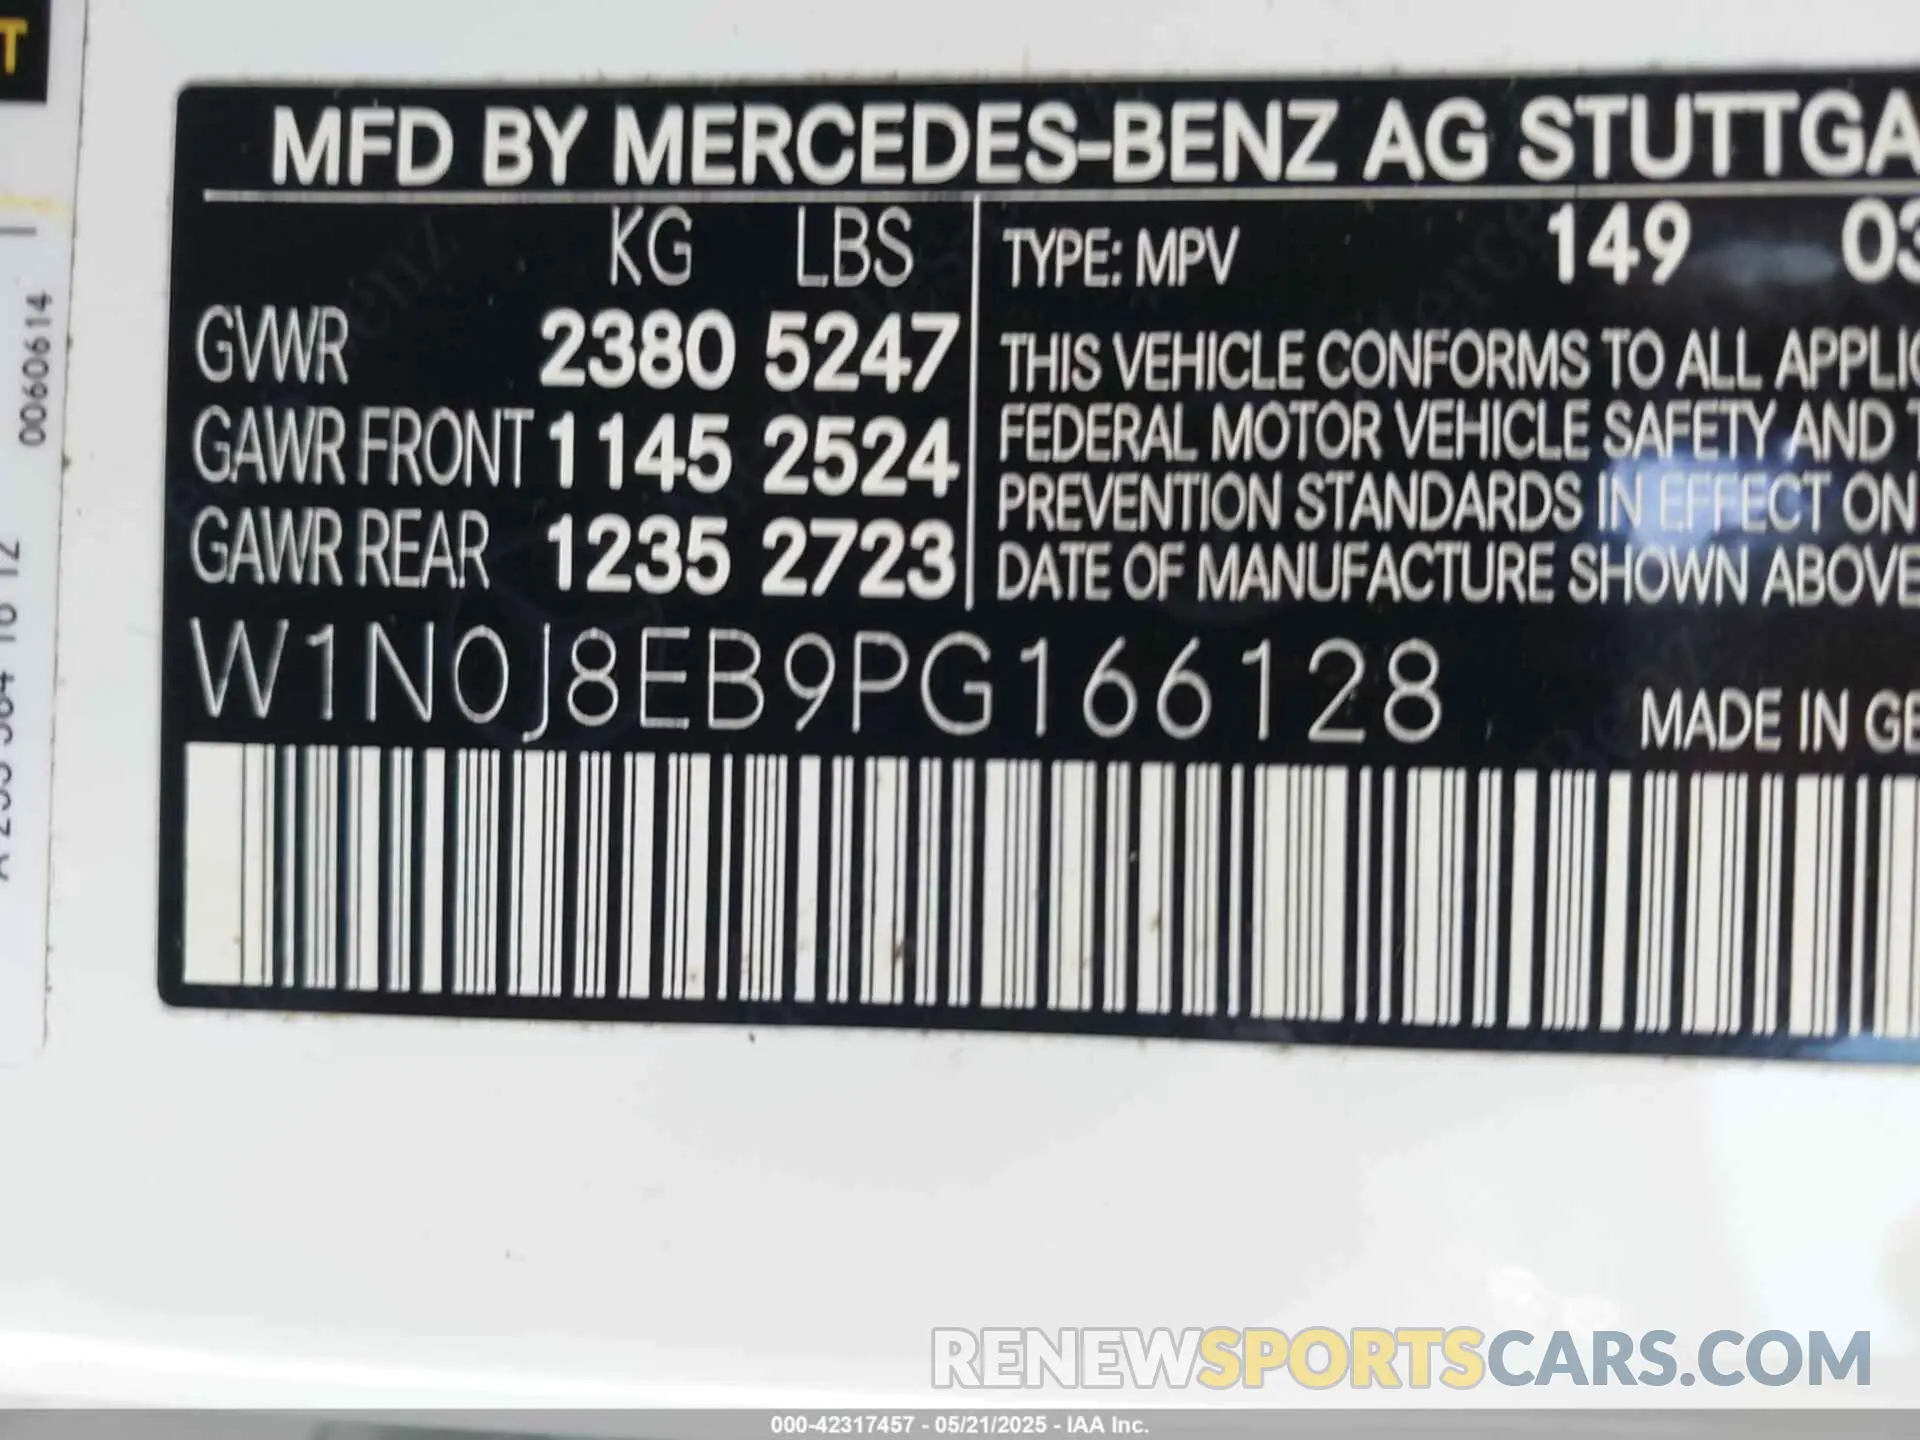 T
MFD BY MERCEDES-BENZ AG STUTTGA
KG LBS
GVWR 2380 5247
GAWR FRONT 1145 2524
GAWR REAR 1235 2723
TYPE: MPV 149 03
THIS VEHICLE CONFORMS TO ALL APPLIC
FEDERAL MOTOR VEHICLE SAFETY AND T
PREVENTION STANDARDS IN EFFECT ON
DATE OF MANUFACTURE SHOWN ABOVE
W1N0J8EB9PG166128
MADE IN GE
0060614
RENEWSPORTSCARS.COM
000-42317457 - 05/21/2025 - IAA Inc.